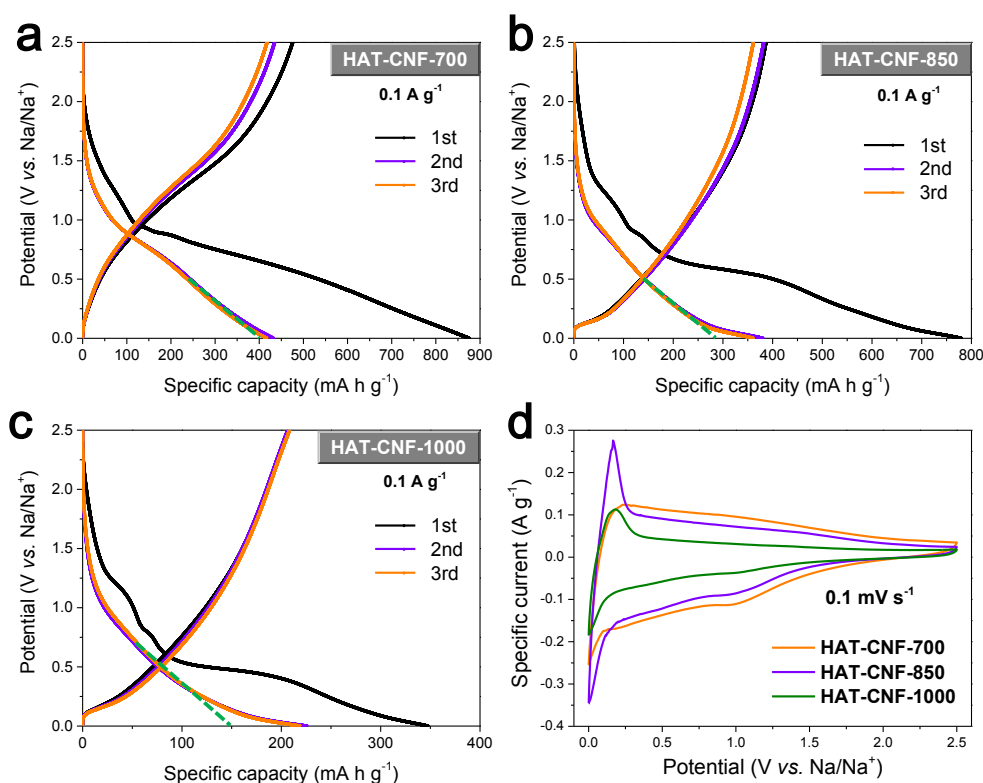 a
HAT-CNF-700
0.1 A g⁻¹
1st
2nd
3rd
2.5
2.0
1.5
1.0
0.5
0.0
Potential (V vs. Na/Na⁺)
0 100 200 300 400 500 600 700 800 900
Specific capacity (mA h g⁻¹)
b
HAT-CNF-850
0.1 A g⁻¹
1st
2nd
3rd
2.5
2.0
1.5
1.0
0.5
0.0
Potential (V vs. Na/Na⁺)
0 100 200 300 400 500 600 700 800
Specific capacity (mA h g⁻¹)
c
HAT-CNF-1000
0.1 A g⁻¹
1st
2nd
3rd
2.5
2.0
1.5
1.0
0.5
0.0
Potential (V vs. Na/Na⁺)
0 100 200 300 400
Specific capacity (mA h g⁻¹)
d
0.3
0.2
0.1
0.0
-0.1
-0.2
-0.3
-0.4
Specific current (A g⁻¹)
0.1 mV s⁻¹
HAT-CNF-700
HAT-CNF-850
HAT-CNF-1000
0.0 0.5 1.0 1.5 2.0 2.5
Potential (V vs. Na/Na⁺)